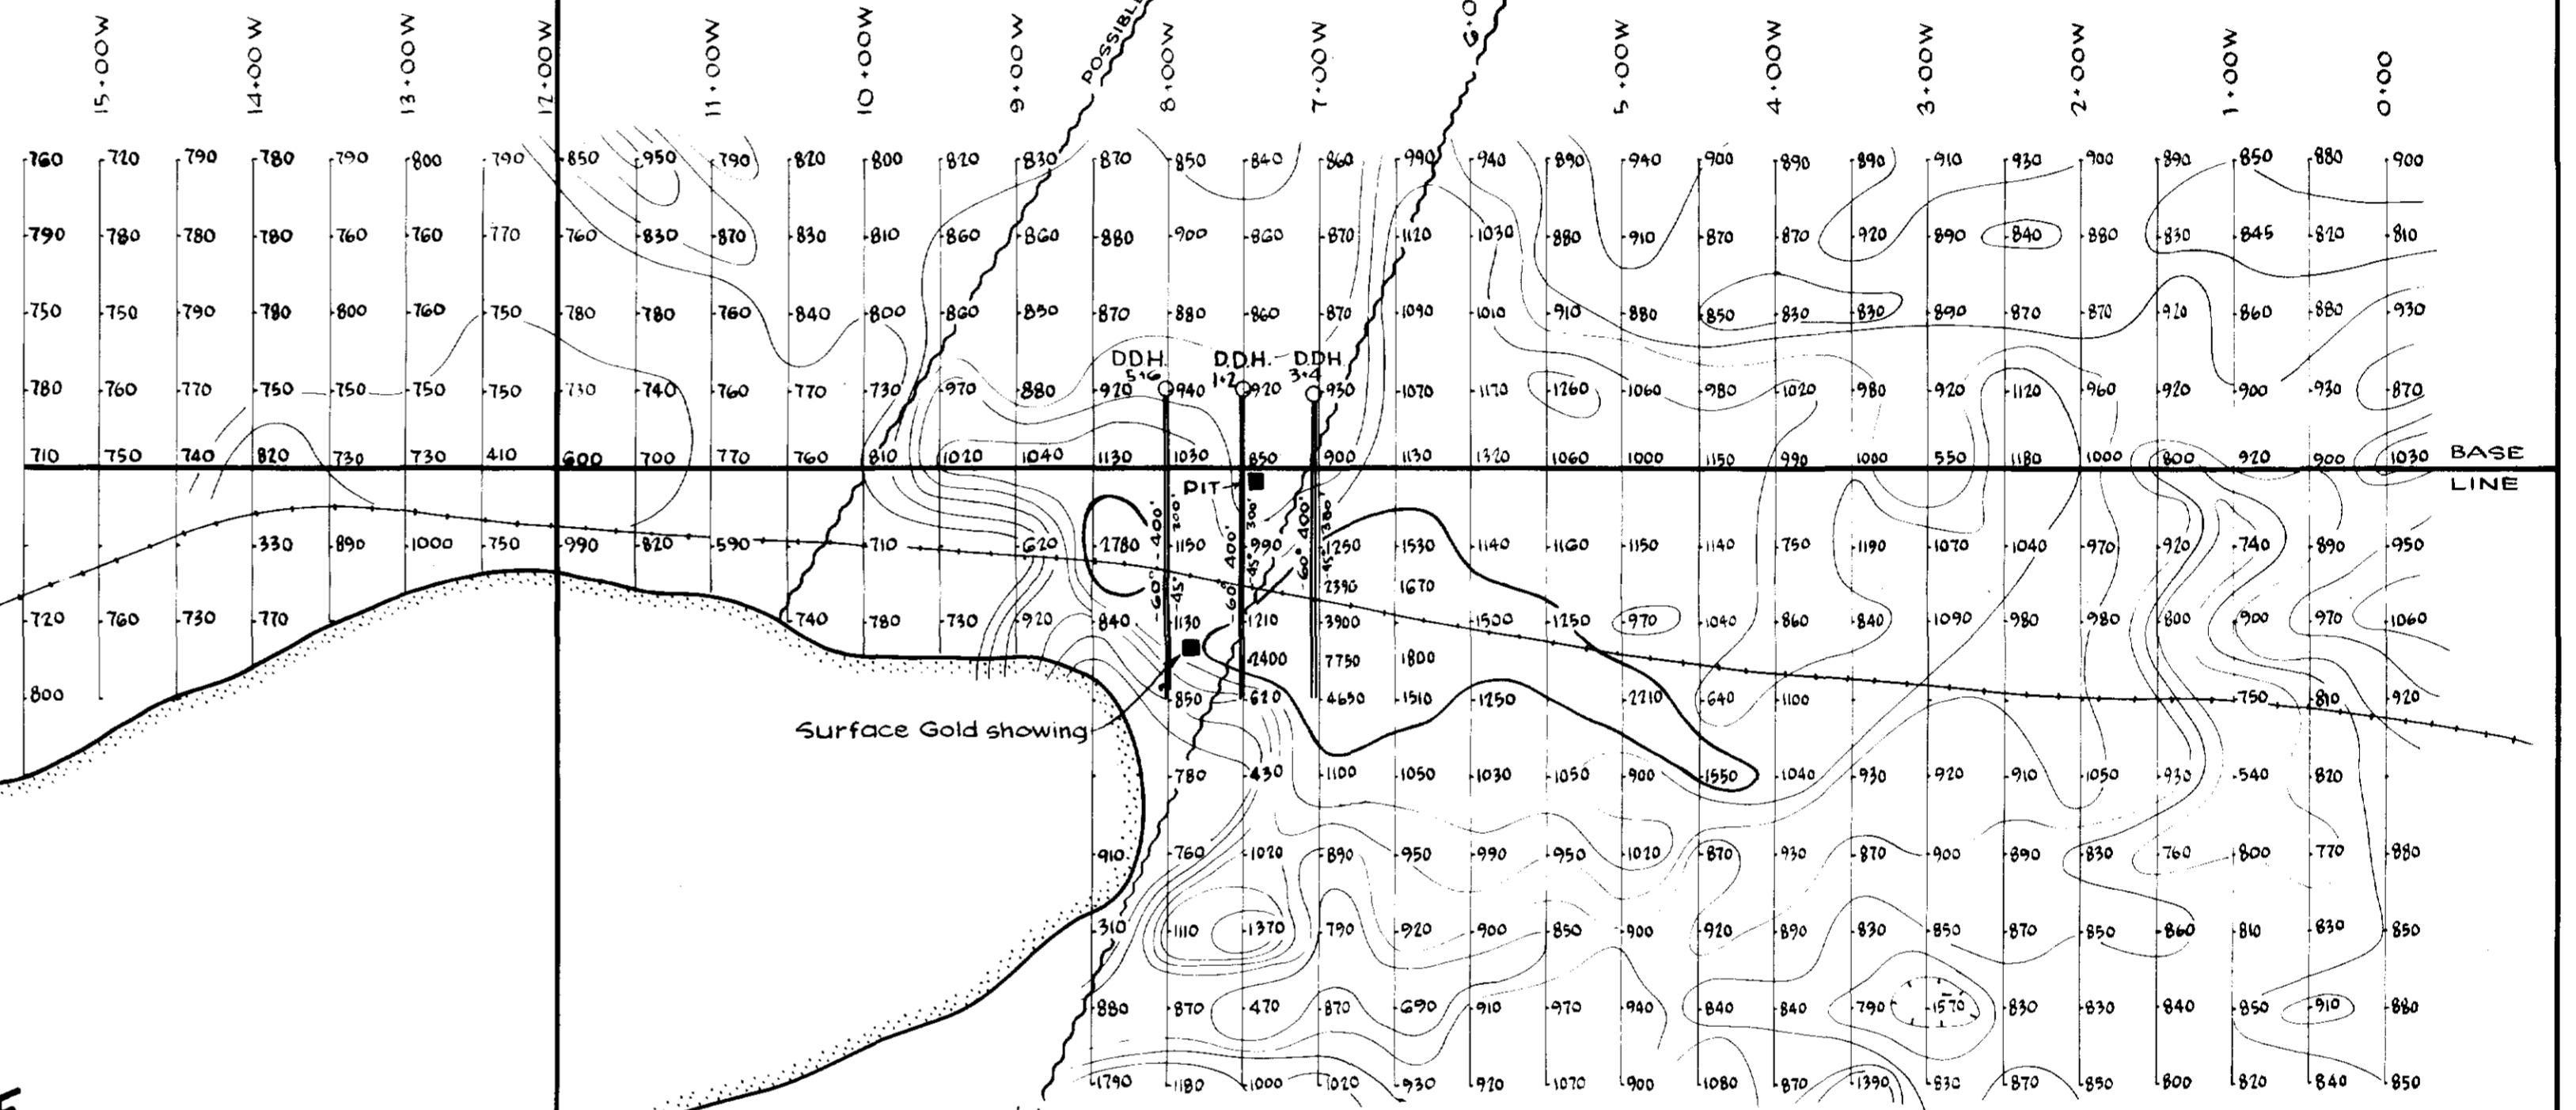 15+00W 14+00W 13+00W 12+00W 11+00W 10+00W 9+00W POSSIBLE 8+00W 7+00W 5+00W 4+00W 3+00W 2+00W 1+00W 0+00
760 720 790 780 790 800 790 850 950 790 820 800 820 830 870 850 840 860 990 940 890 940 900 890 890 910 930 900 890 850 880 900
790 780 780 780 760 760 770 760 830 870 830 810 860 860 880 900 860 870 1120 1030 880 910 870 870 920 890 840 880 830 845 820 810
750 750 790 780 800 760 750 780 780 760 840 800 860 850 870 880 860 870 1090 1010 910 880 850 830 830 890 870 870 920 860 880 930
D.D.H. D.D.H. D.D.H.
5+6 1+2 3+4
780 760 770 750 750 750 750 730 740 760 770 730 970 880 920 940 920 930 1070 1170 1260 1060 980 1020 980 920 1120 960 920 900 930 870
710 750 740 820 730 730 410 600 700 770 760 810 1020 1040 1130 1030 850 900 1130 1320 1060 1000 1150 990 1000 550 1180 1000 800 920 900 1030 BASE
LINE
PIT
-60° 400' -45° 200' -60° 400' -45° 300' -60° 400' -45°
330 890 1000 750 990 820 590 710 620 2780 1150 990 1250 1530 1140 1160 1150 1140 750 1190 1070 1040 970 920 740 890 950
2390 1670
720 760 730 770 740 780 730 920 840 1130 1210 3900 1500 1250 970 1040 860 840 1090 980 980 800 900 970 1060
2400 7750 1800
800 850 620 4650 1510 1250 2210 640 1100 750 810 920
Surface Gold showing
780 430 1100 1050 1030 1050 900 1550 1040 930 920 910 1050 930 540 820
910 760 1020 890 950 990 950 1020 870 930 870 900 890 830 760 800 770 880
310 1110 1370 790 920 900 850 900 920 890 830 850 870 850 860 810 830 850
880 870 470 870 690 910 970 940 840 840 790 1570 830 830 840 850 910 880
1790 1180 1000 1020 930 920 1070 900 1080 870 1390 830 870 850 800 820 840 850